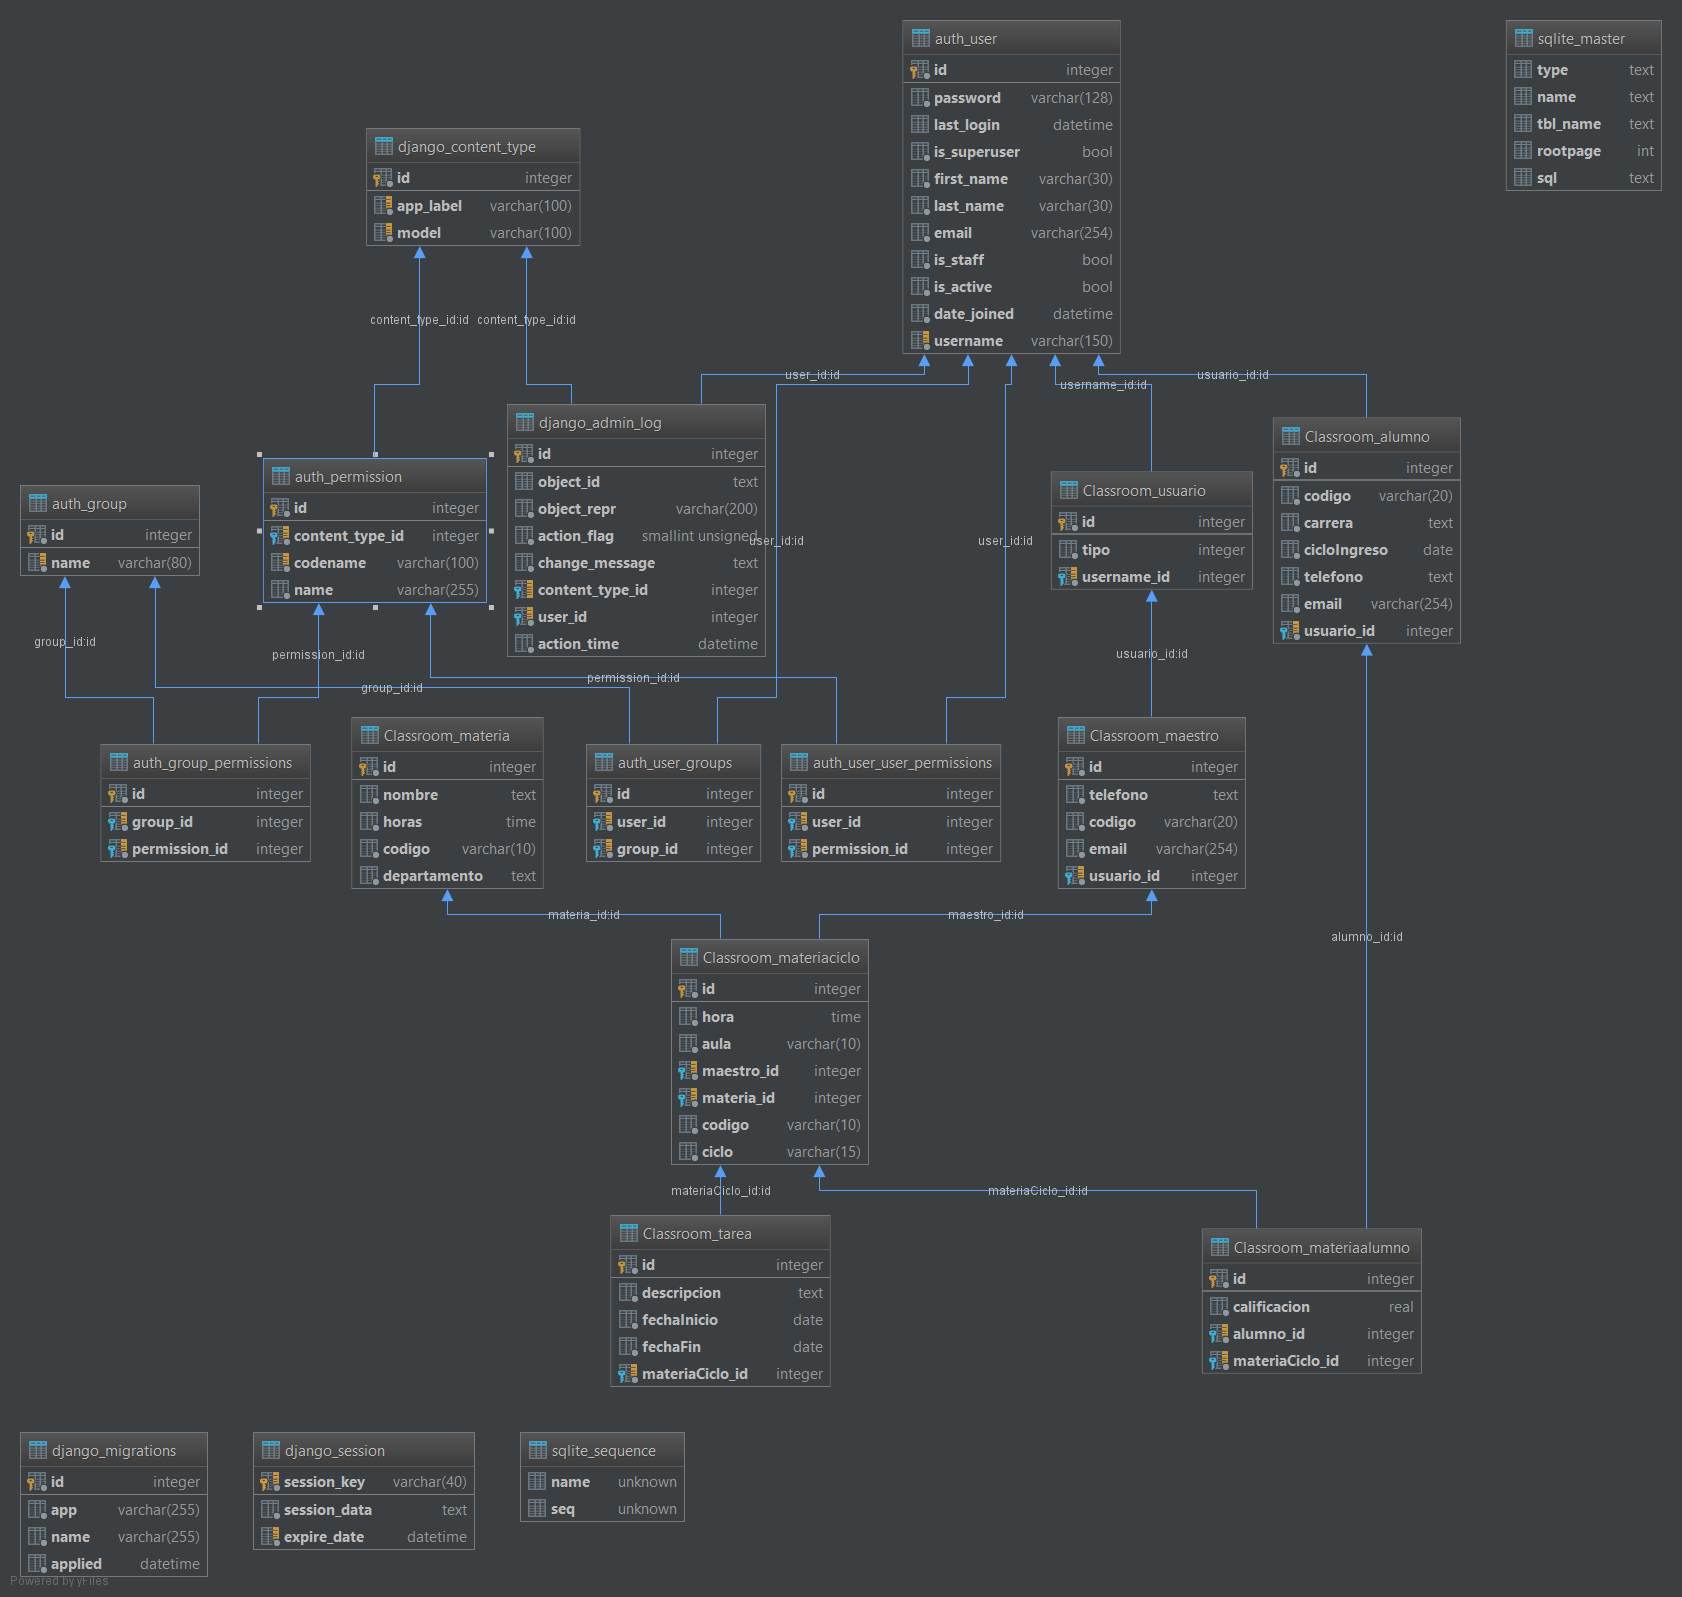 auth_user
id integer
password varchar(128)
last_login datetime
is_superuser bool
first_name varchar(30)
last_name varchar(30)
email varchar(254)
is_staff bool
is_active bool
date_joined datetime
username varchar(150)
sqlite_master
type text
name text
tbl_name text
rootpage int
sql text
django_content_type
id integer
app_label varchar(100)
model varchar(100)
content_type_id:id
content_type_id:id
user_id:id
username_id:id
usuario_id:id
django_admin_log
id integer
object_id text
object_repr varchar(200)
action_flag smallint unsigned
change_message text
content_type_id integer
user_id integer
action_time datetime
user_id:id
user_id:id
Classroom_alumno
id integer
codigo varchar(20)
carrera text
cicloIngreso date
telefono text
email varchar(254)
usuario_id integer
auth_permission
id integer
content_type_id integer
codename varchar(100)
name varchar(255)
auth_group
id integer
name varchar(80)
Classroom_usuario
id integer
tipo integer
username_id integer
group_id:id
permission_id:id
group_id:id
permission_id:id
usuario_id:id
auth_group_permissions
id integer
group_id integer
permission_id integer
Classroom_materia
id integer
nombre text
horas time
codigo varchar(10)
departamento text
auth_user_groups
id integer
user_id integer
group_id integer
auth_user_user_permissions
id integer
user_id integer
permission_id integer
Classroom_maestro
id integer
telefono text
codigo varchar(20)
email varchar(254)
usuario_id integer
materia_id:id
maestro_id:id
alumno_id:id
Classroom_materiaciclo
id integer
hora time
aula varchar(10)
maestro_id integer
materia_id integer
codigo varchar(10)
ciclo varchar(15)
materiaCiclo_id:id
materiaCiclo_id:id
Classroom_tarea
id integer
descripcion text
fechaInicio date
fechaFin date
materiaCiclo_id integer
Classroom_materiaalumno
id integer
calificacion real
alumno_id integer
materiaCiclo_id integer
django_migrations
id integer
app varchar(255)
name varchar(255)
applied datetime
django_session
session_key varchar(40)
session_data text
expire_date datetime
sqlite_sequence
name unknown
seq unknown
Powered by yFiles